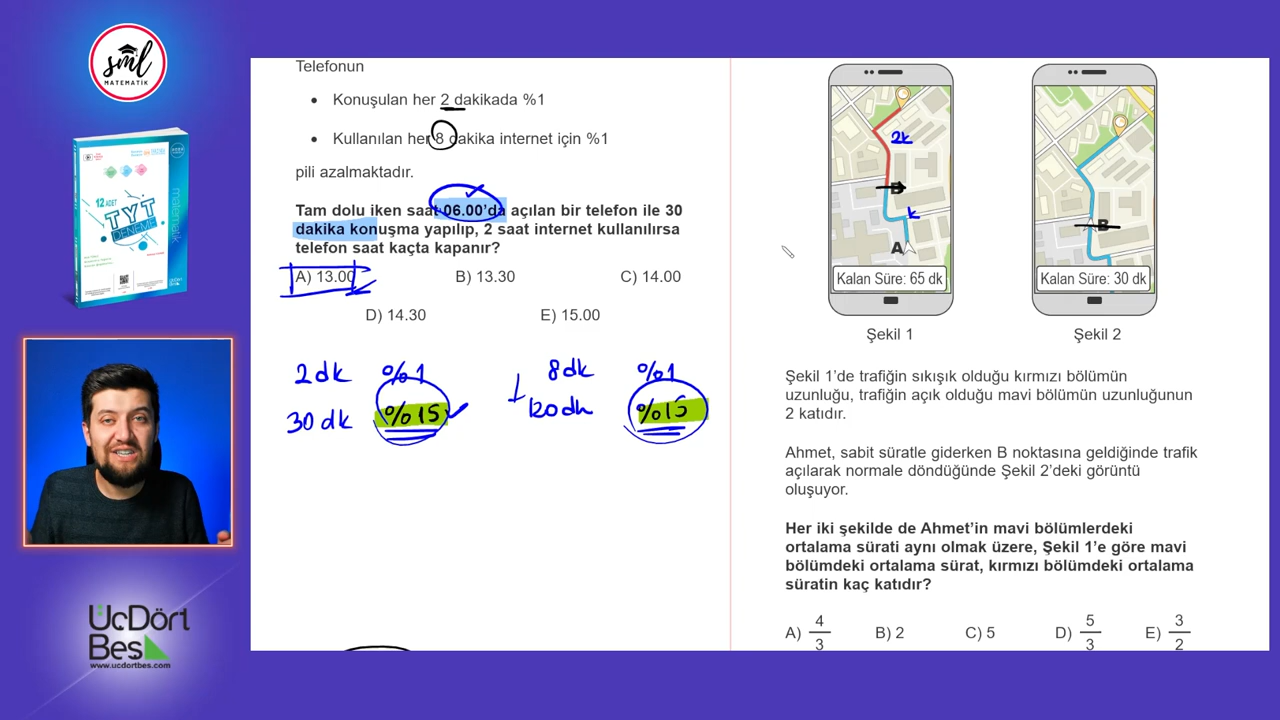 sml
MATEMATİK
12 ADET
TYT
DENEME
matematik
ÜçDört
Beş
www.ucdortbes.com
Telefonun
• Konuşulan her 2 dakikada %1
• Kullanılan her 8 dakika internet için %1
pili azalmaktadır.
Tam dolu iken saat 06.00’da açılan bir telefon ile 30
dakika konuşma yapılıp, 2 saat internet kullanılırsa
telefon saat kaçta kapanır?
A) 13.00 B) 13.30 C) 14.00
D) 14.30 E) 15.00
2 dk %1
30 dk %15
8 dk %1
120 dk %15
2k
B
k
A
Kalan Süre: 65 dk
Şekil 1
B
Kalan Süre: 30 dk
Şekil 2
Şekil 1’de trafiğin sıkışık olduğu kırmızı bölümün
uzunluğu, trafiğin açık olduğu mavi bölümün uzunluğunun
2 katıdır.
Ahmet, sabit süratle giderken B noktasına geldiğinde trafik
açılarak normale döndüğünde Şekil 2’deki görüntü
oluşuyor.
Her iki şekilde de Ahmet’in mavi bölümlerdeki
ortalama sürati aynı olmak üzere, Şekil 1’e göre mavi
bölümdeki ortalama sürat, kırmızı bölümdeki ortalama
süratin kaç katıdır?
A) 4/3 B) 2 C) 5 D) 5/3 E) 3/2